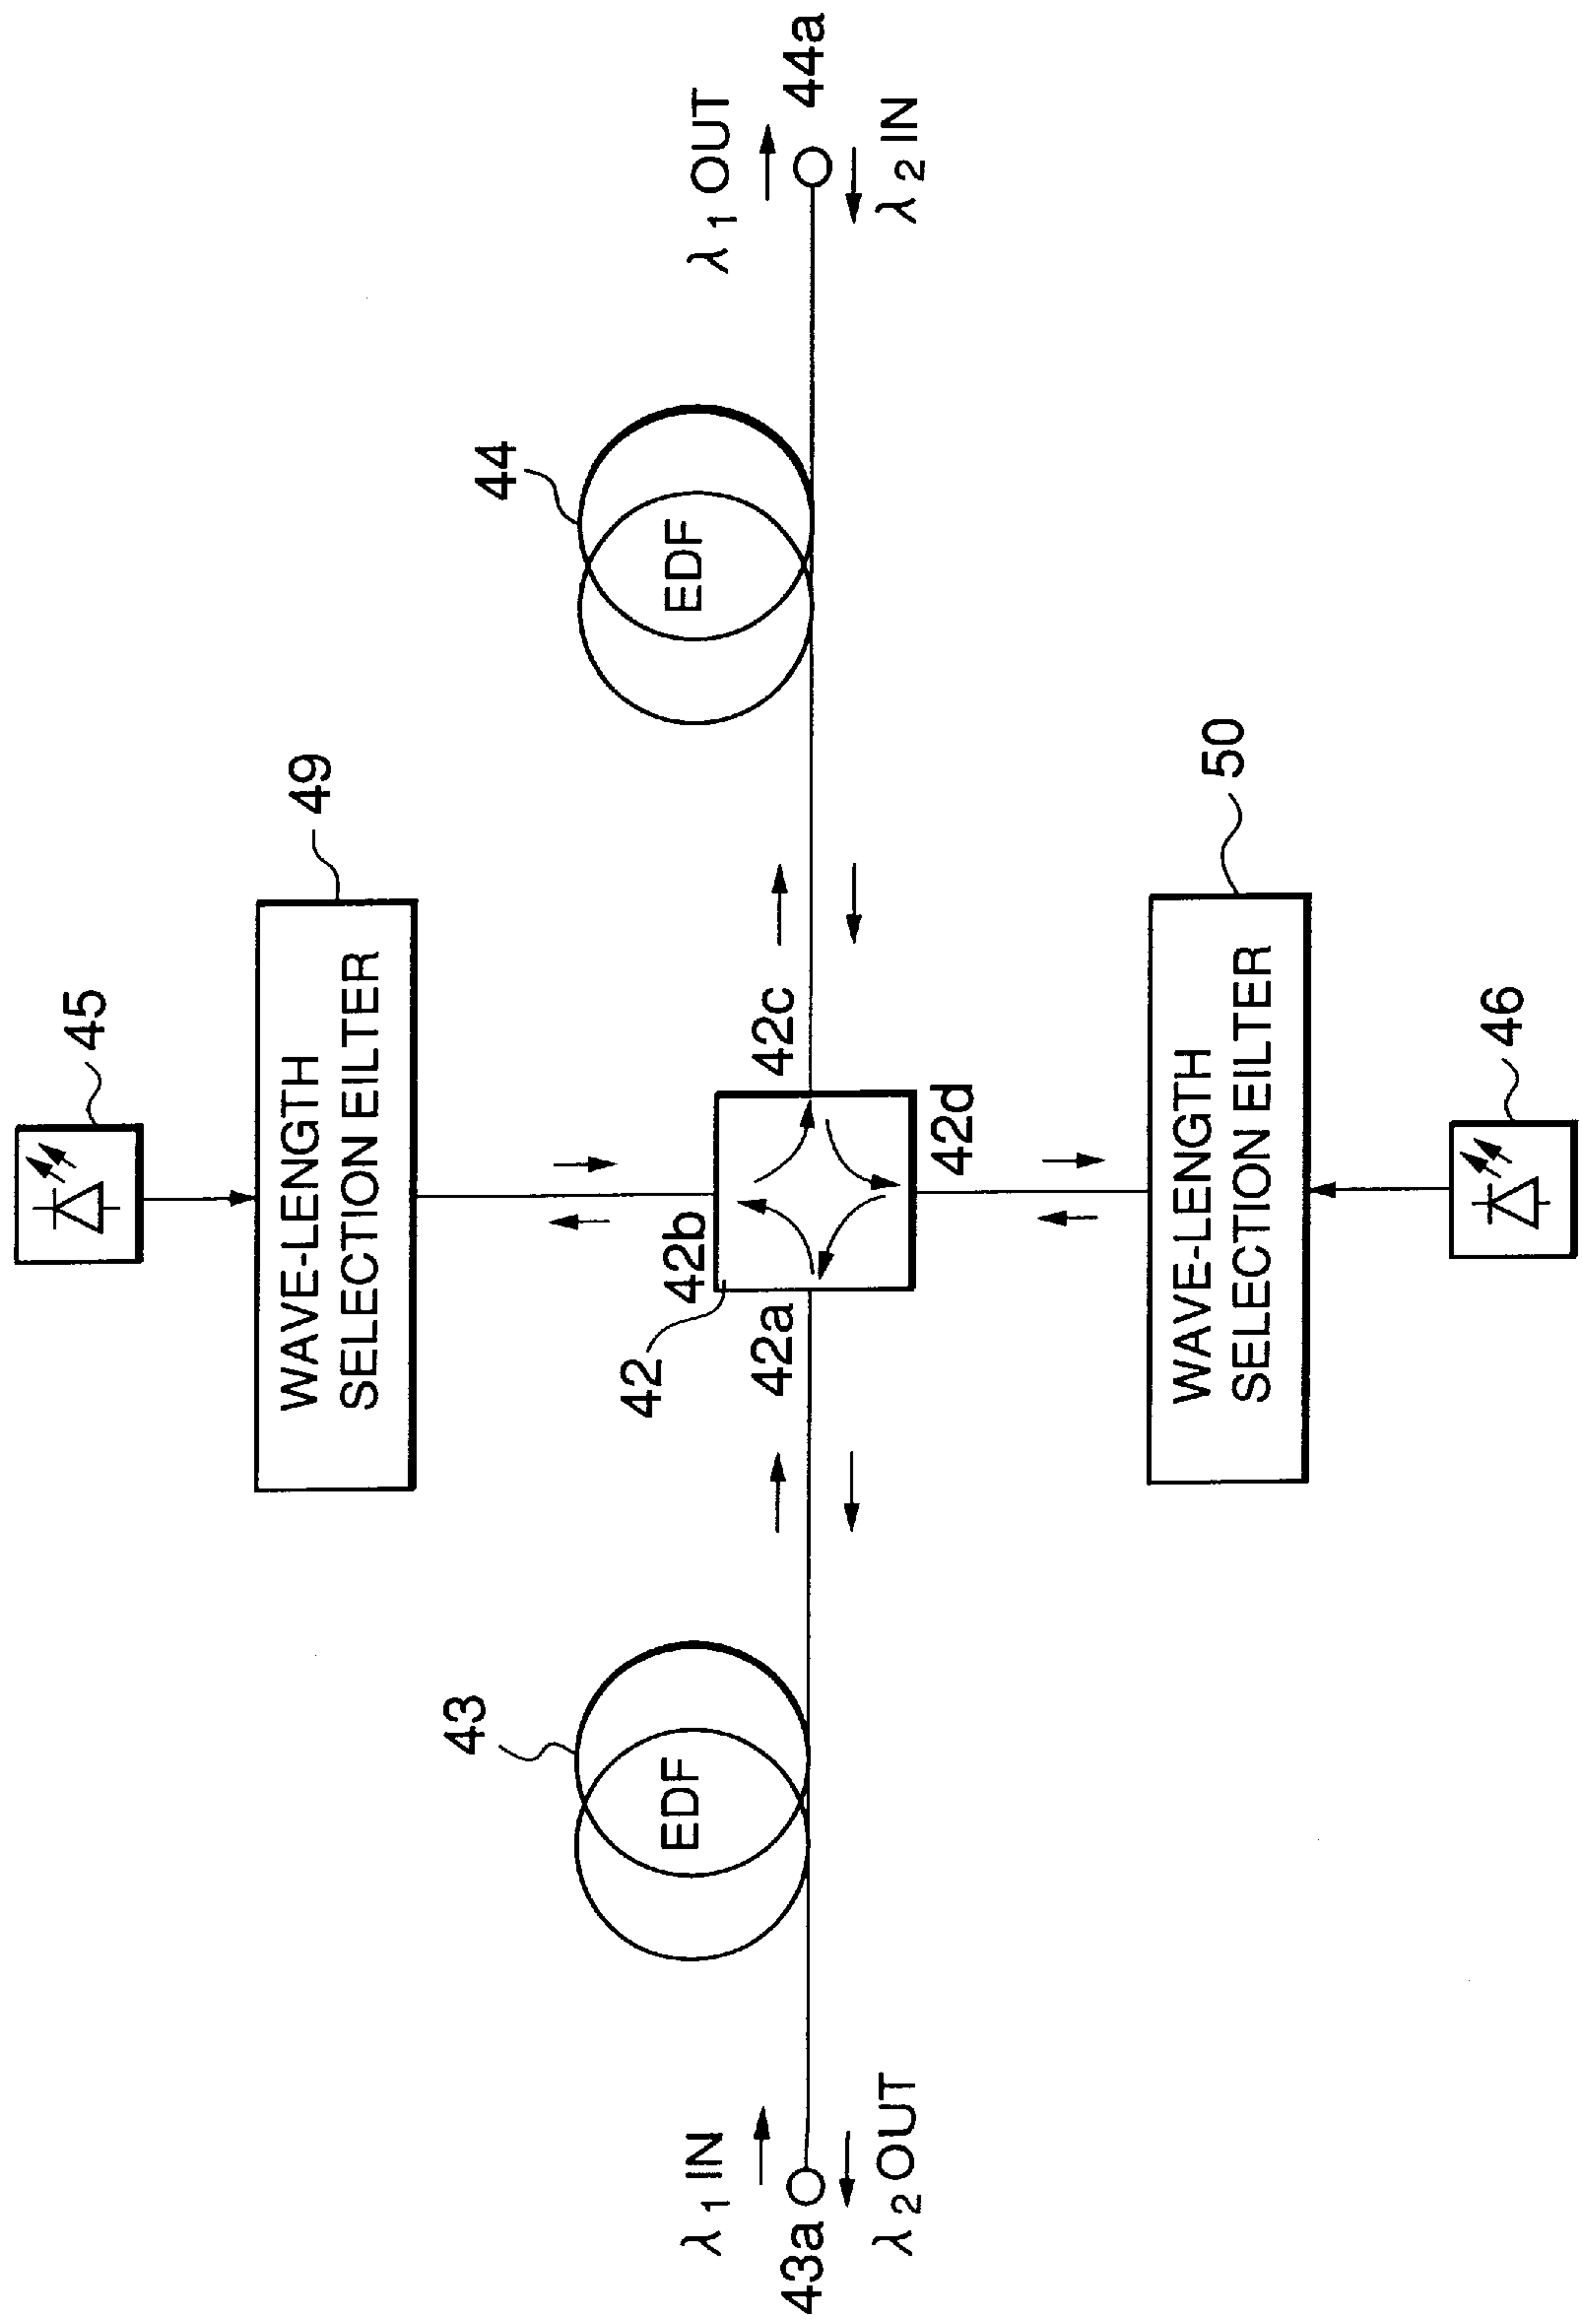 45
49
WAVE-LENGTH
SELECTION EILTER
43
EDF
44
EDF
42
42b
42a
42c
42d
λ1 IN
43a
λ2 OUT
λ1 OUT
44a
λ2 IN
50
WAVE-LENGTH
SELECTION EILTER
46